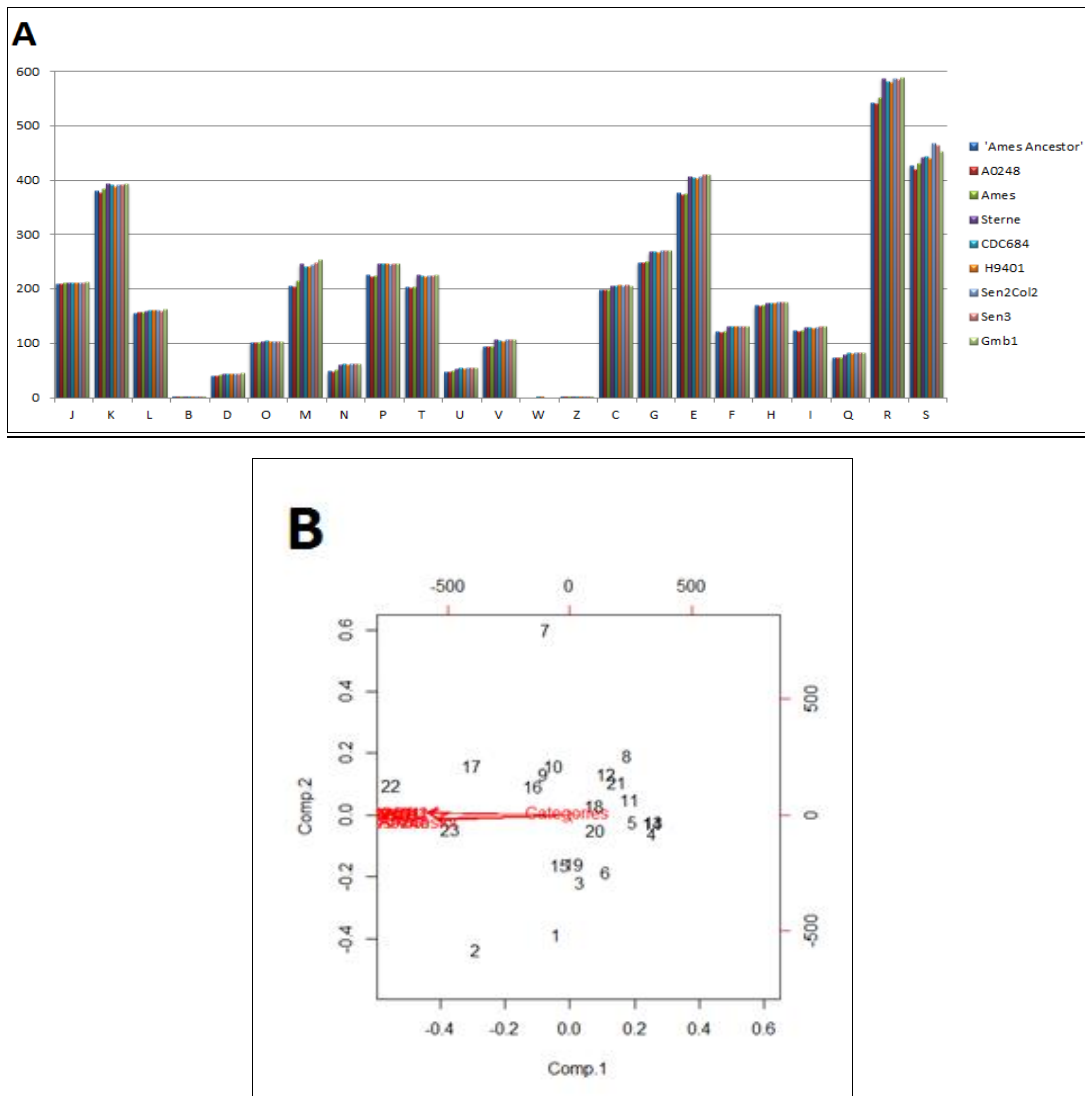 A
600
500
400
300
200
100
0
J K L B D O M N P T U V W Z C G E F H I Q R S
'Ames Ancestor'
A0248
Ames
Sterne
CDC684
H9401
Sen2Col2
Sen3
Gmb1
B
-500 0 500
7
0.6
0.4
0.2
0.0
-0.2
-0.4
Comp.2
8
17 10
9 12
22 16 21
18 11
Categories
23 20 5 13
4
15 19
6
3
1
2
500
0
-500
-0.4 -0.2 0.0 0.2 0.4 0.6
Comp.1